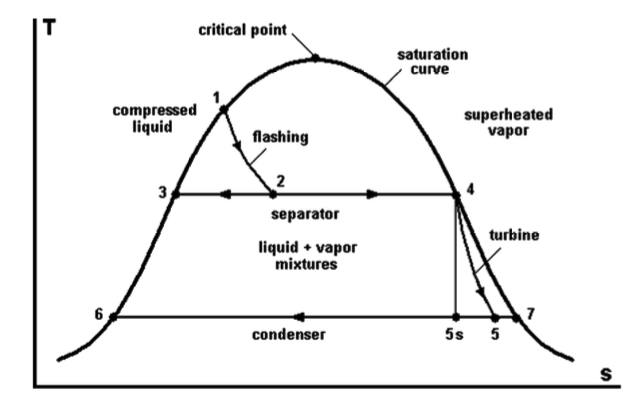 T
critical point
saturation
curve
1
compressed
liquid
superheated
vapor
flashing
3
2
4
separator
turbine
liquid + vapor
mixtures
6
7
condenser
5s
5
s